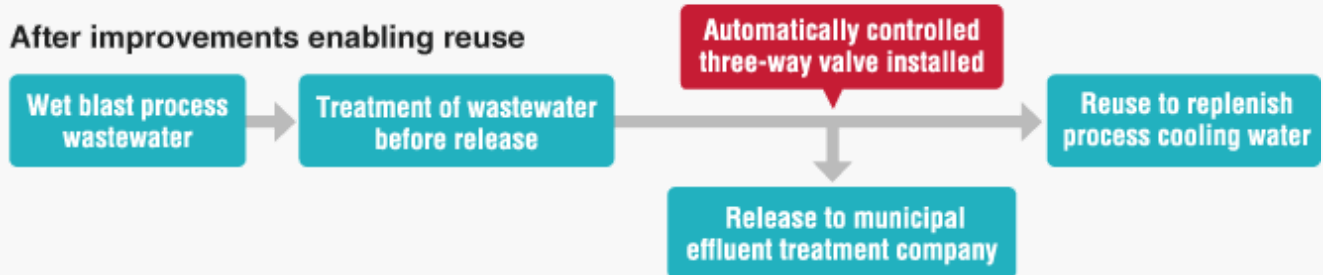 After improvements enabling reuse
Automatically controlled
three-way valve installed
Wet blast process
wastewater
Treatment of wastewater
before release
Reuse to replenish
process cooling water
Release to municipal
effluent treatment company